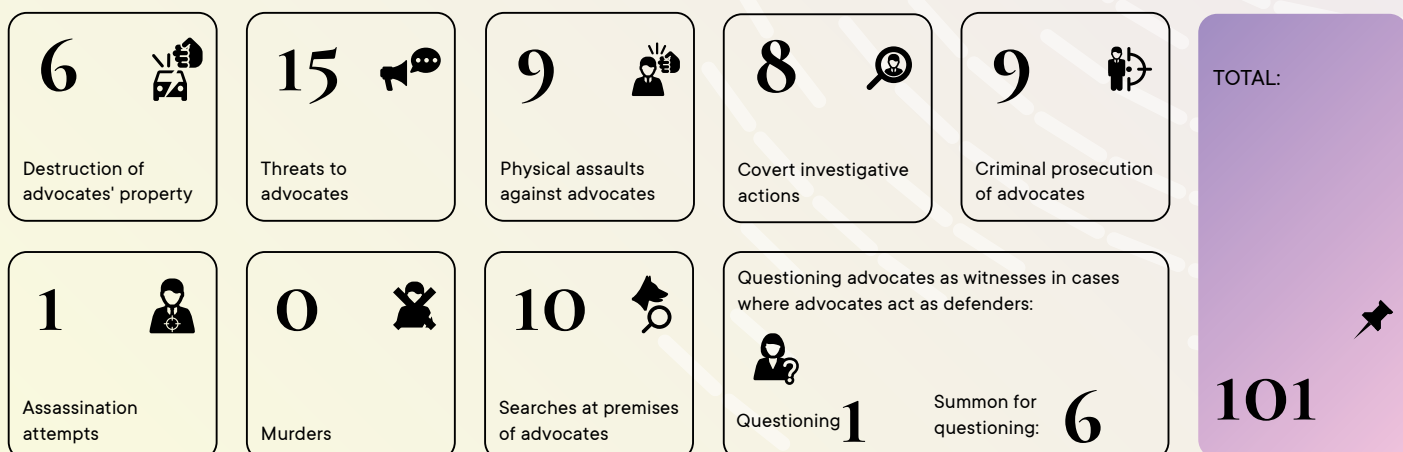 6
Destruction of
advocates' property
15
Threats to
advocates
9
Physical assaults
against advocates
8
Covert investigative
actions
9
Criminal prosecution
of advocates
TOTAL:
101
1
Assassination
attempts
0
Murders
10
Searches at premises
of advocates
Questioning advocates as witnesses in cases
where advocates act as defenders:
Questioning 1
Summon for
questioning: 6